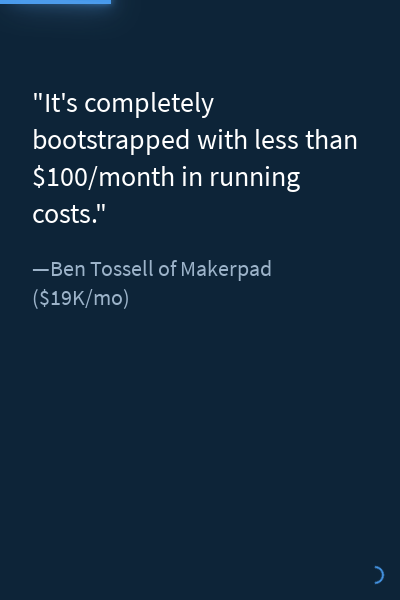 "It's completely
bootstrapped with less than
$100/month in running
costs."
—Ben Tossell of Makerpad
($19K/mo)